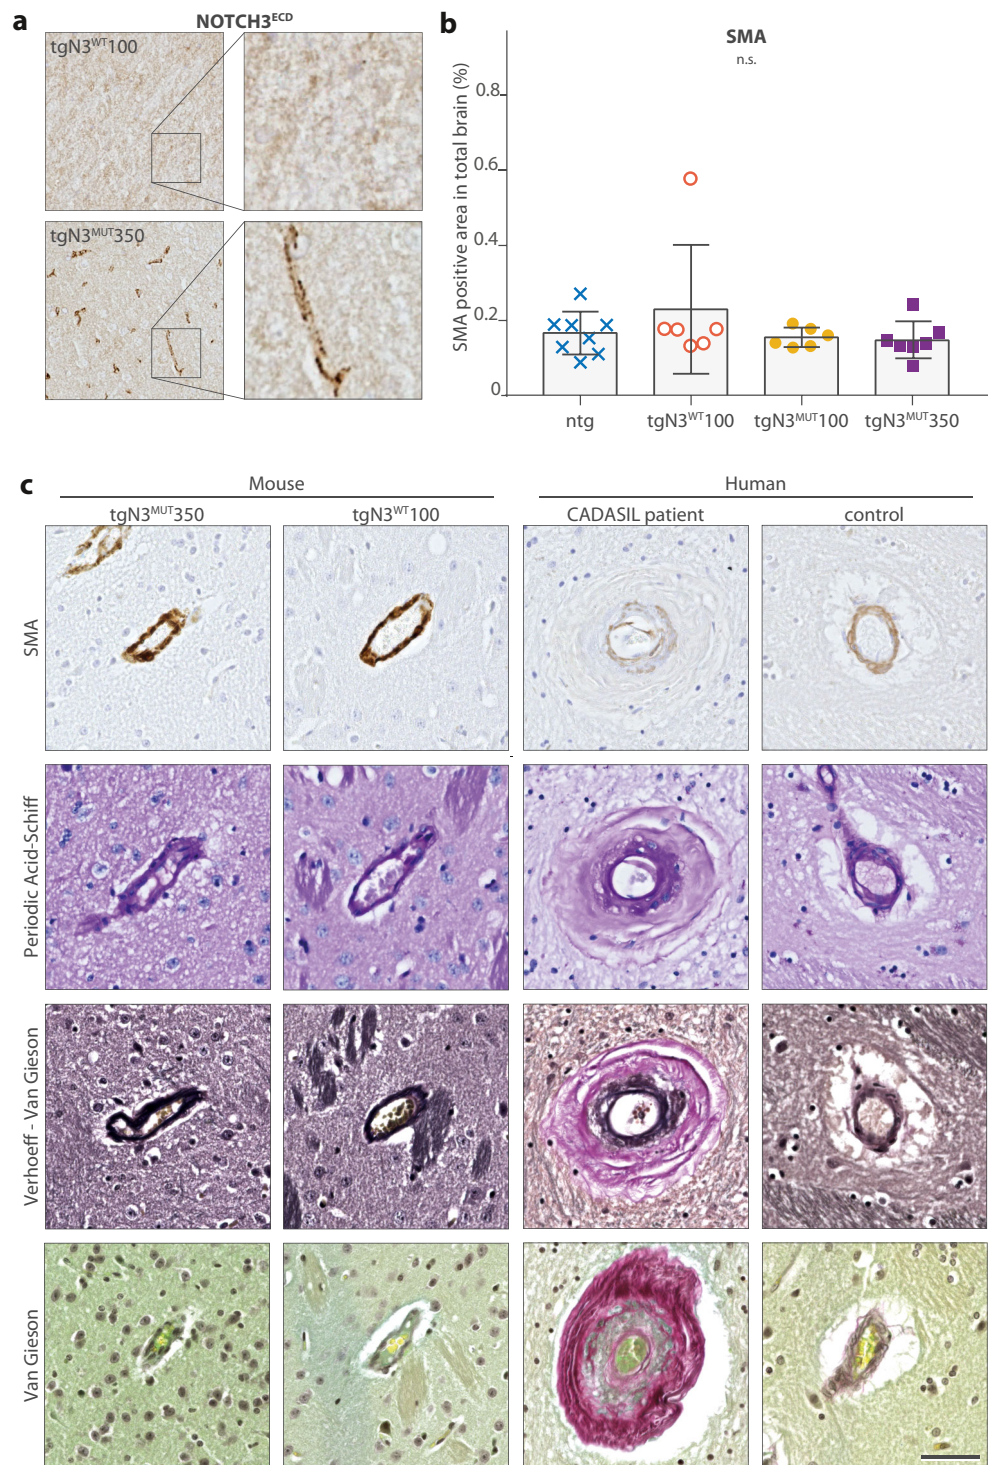 a
NOTCH3ECD
tgN3WT100
tgN3MUT350
b
SMA
n.s.
SMA positive area in total brain (%)
0.8
0.6
0.4
0.2
0
ntg
tgN3WT100
tgN3MUT100
tgN3MUT350
c
Mouse
Human
tgN3MUT350
tgN3WT100
CADASIL patient
control
SMA
Periodic Acid-Schiff
Verhoeff - Van Gieson
Van Gieson